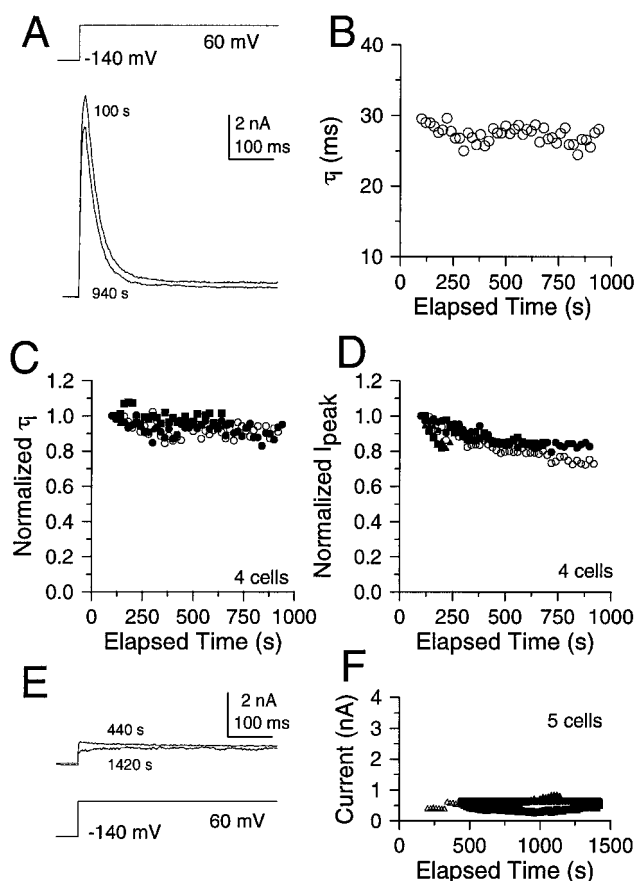 A
60 mV
-140 mV
100 s
2 nA
100 ms
940 s
B
40
30
20
10
τi (ms)
0 250 500 750 1000
Elapsed Time (s)
C
1.2
1.0
0.8
0.6
0.4
0.2
0.0
Normalized τi
4 cells
0 250 500 750 1000
Elapsed Time (s)
D
1.2
1.0
0.8
0.6
0.4
0.2
0.0
Normalized Ipeak
4 cells
0 250 500 750 1000
Elapsed Time (s)
E
2 nA
100 ms
440 s
1420 s
-140 mV
60 mV
F
4
3
2
1
0
Current (nA)
5 cells
0 500 1000 1500
Elapsed Time (s)